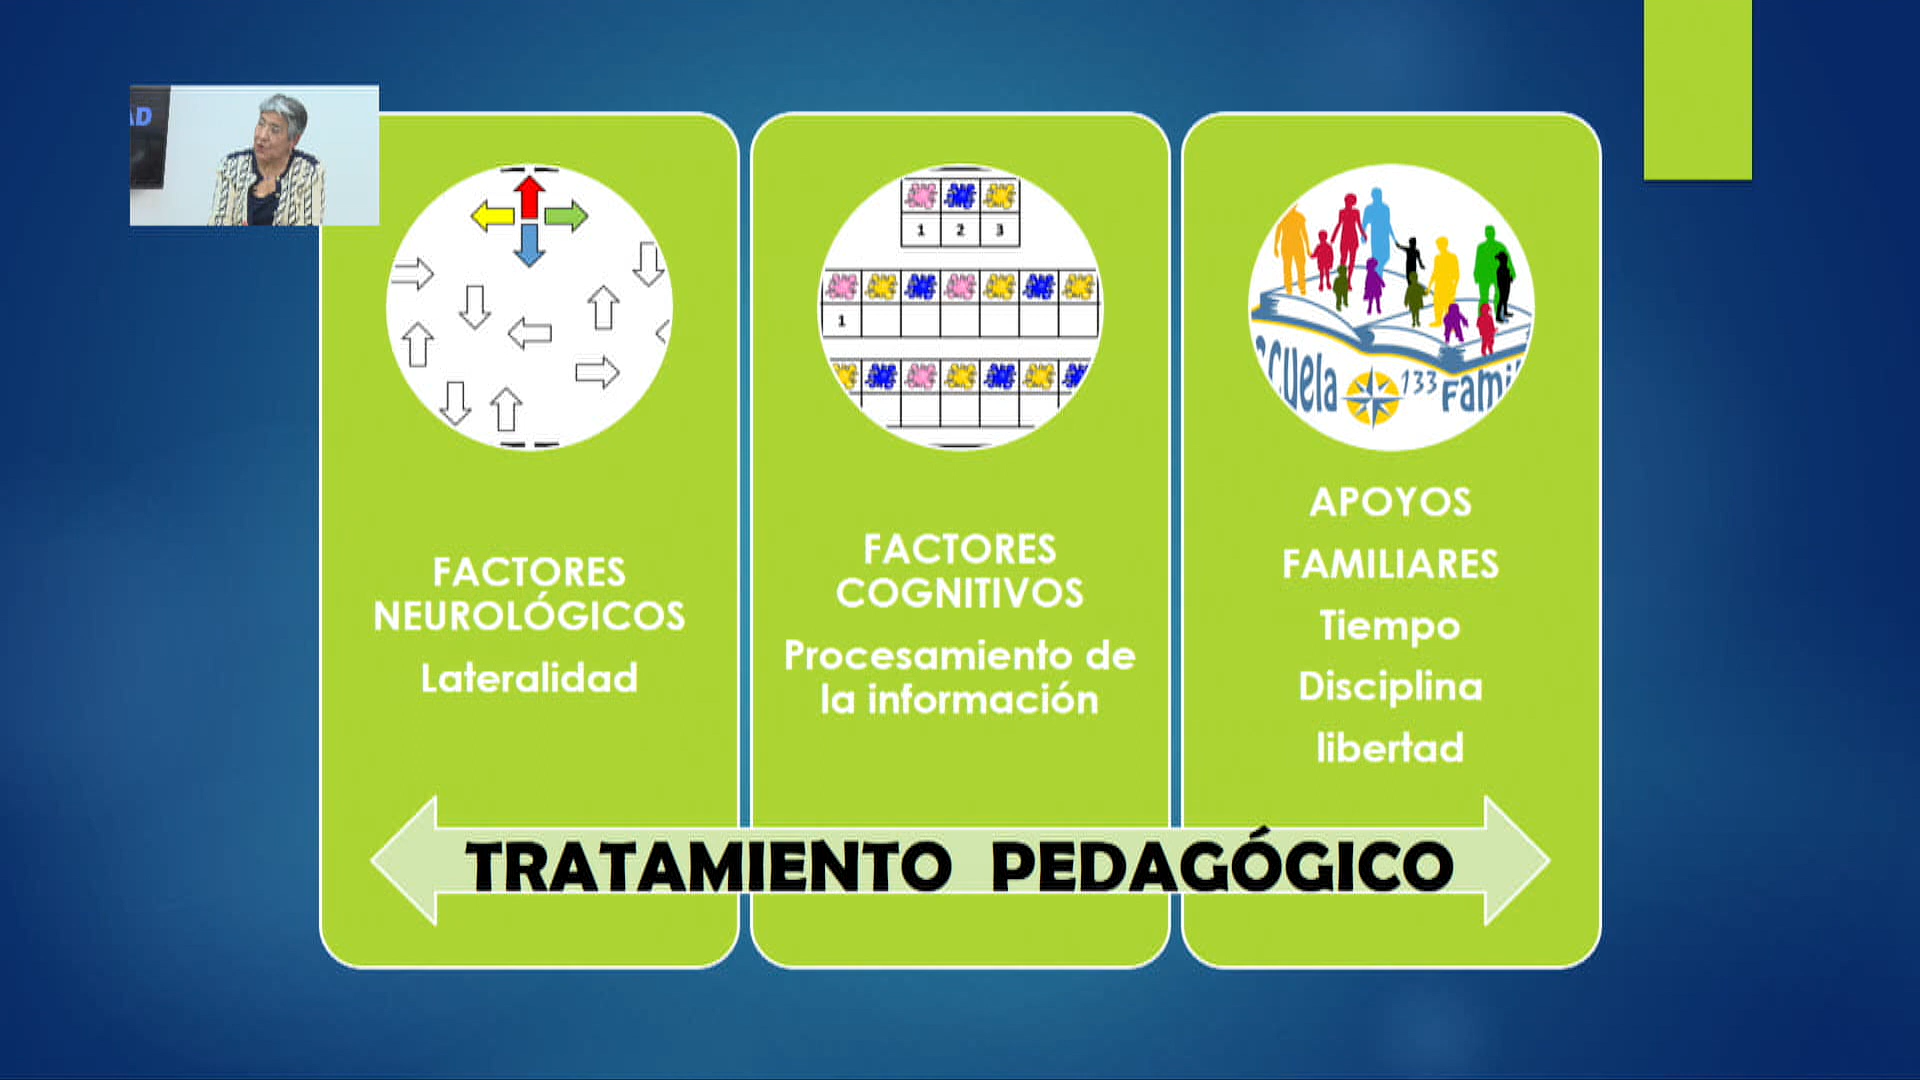 AD
FACTORES
NEUROLÓGICOS
Lateralidad
1 2 3
1
FACTORES
COGNITIVOS
Procesamiento de
la información
cuela 133 Fami
APOYOS
FAMILIARES
Tiempo
Disciplina
libertad
TRATAMIENTO PEDAGÓGICO